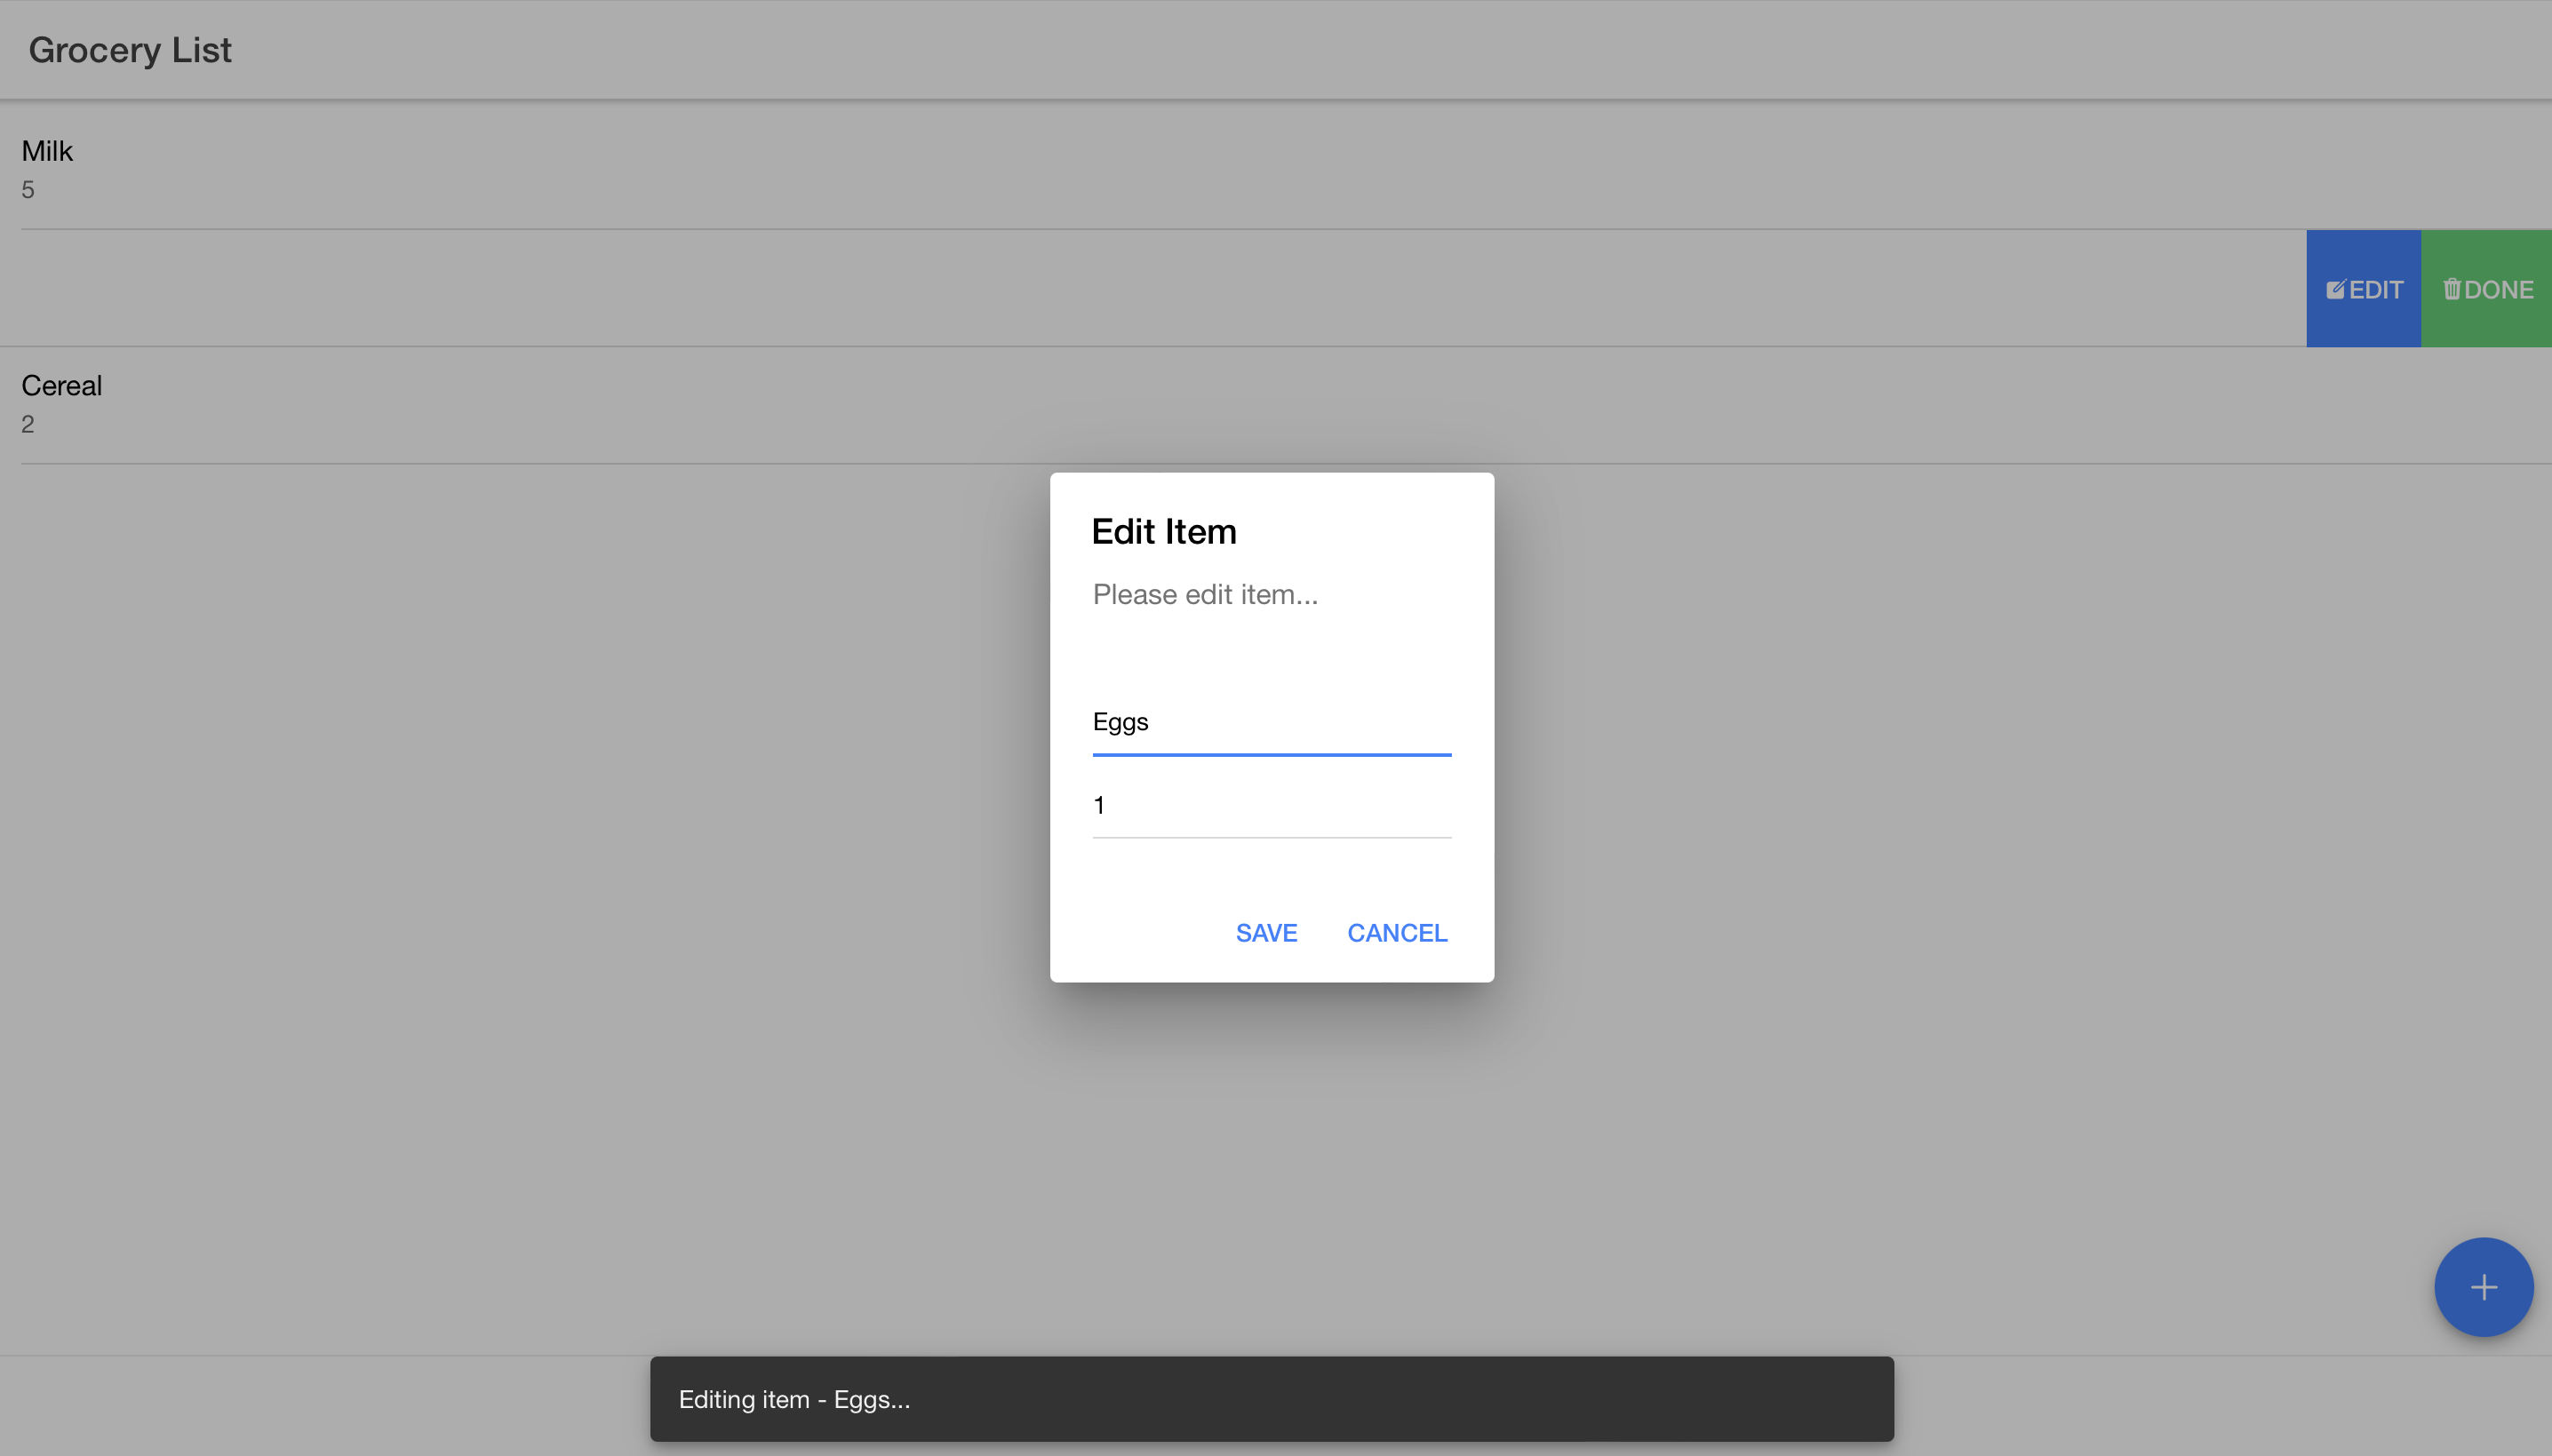 Grocery List
Milk
5
EDIT DONE
Cereal
2
Edit Item
Please edit item...
Eggs
1
SAVE CANCEL
Editing item - Eggs...